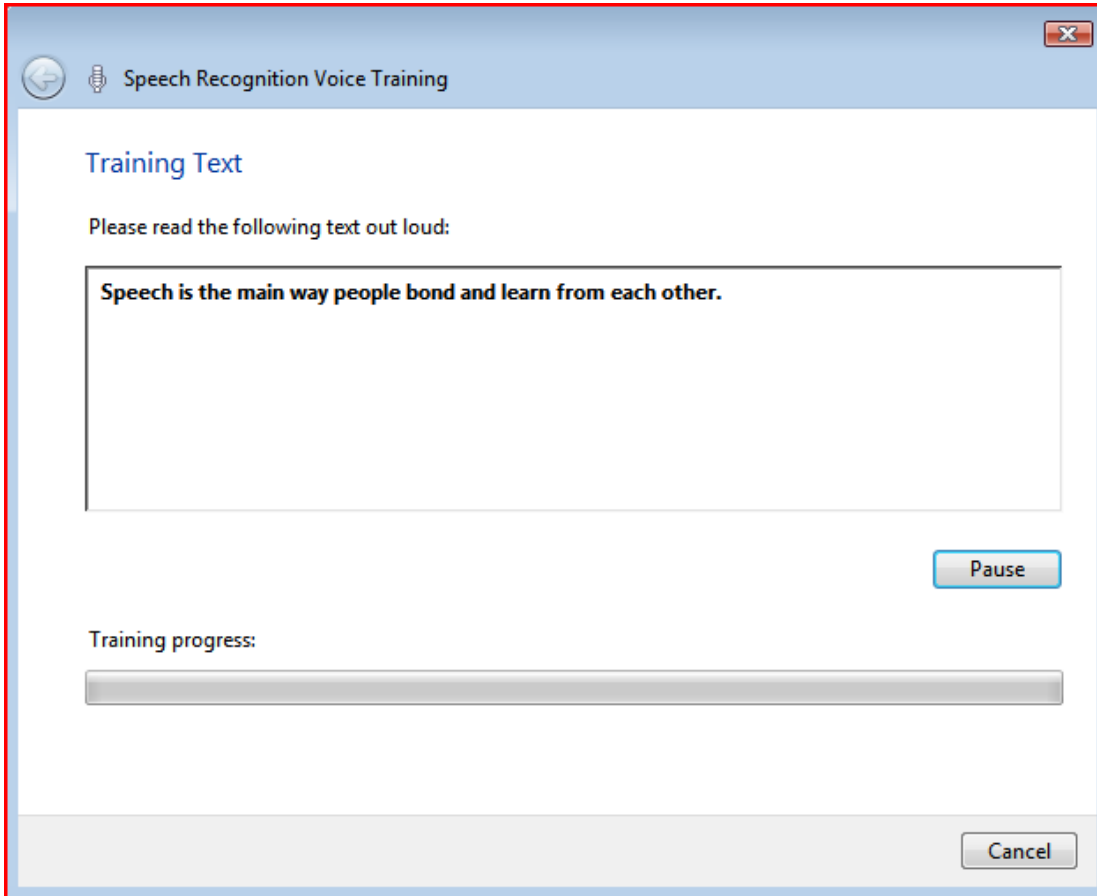 Speech Recognition Voice Training
Training Text
Please read the following text out loud:
Speech is the main way people bond and learn from each other.
Pause
Training progress:
Cancel